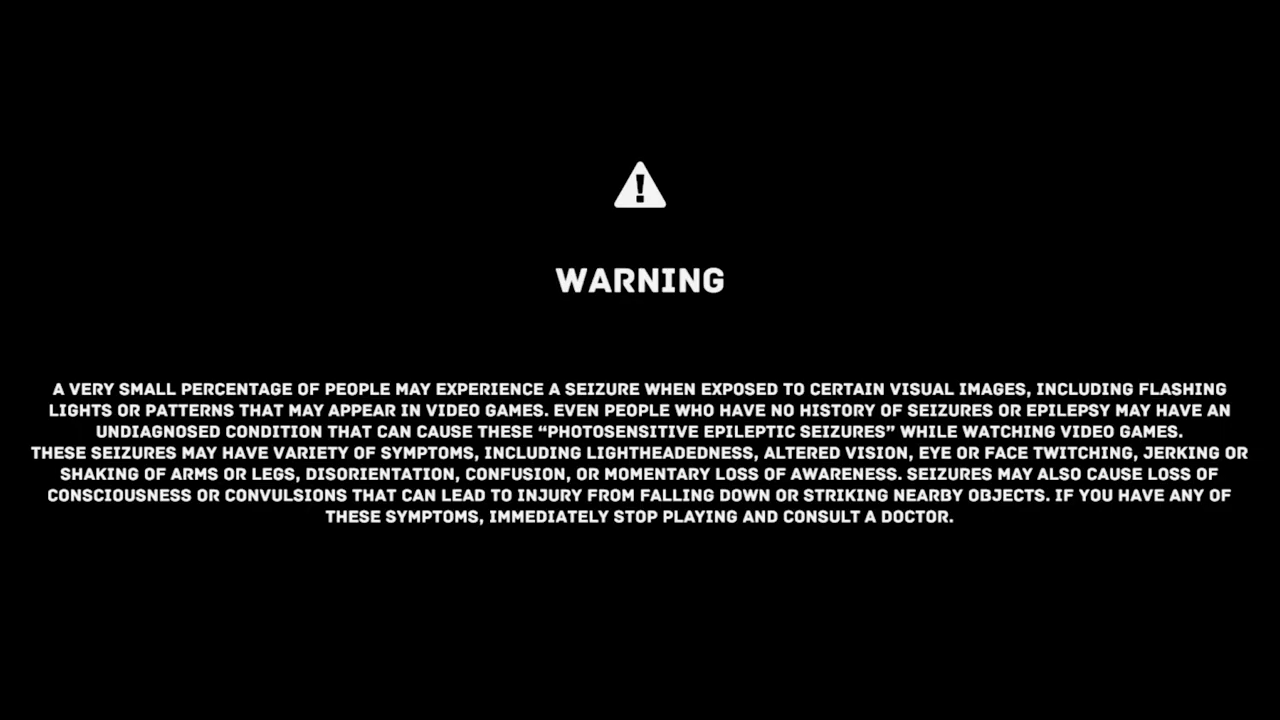 WARNING
A VERY SMALL PERCENTAGE OF PEOPLE MAY EXPERIENCE A SEIZURE WHEN EXPOSED TO CERTAIN VISUAL IMAGES, INCLUDING FLASHING
LIGHTS OR PATTERNS THAT MAY APPEAR IN VIDEO GAMES. EVEN PEOPLE WHO HAVE NO HISTORY OF SEIZURES OR EPILEPSY MAY HAVE AN
UNDIAGNOSED CONDITION THAT CAN CAUSE THESE “PHOTOSENSITIVE EPILEPTIC SEIZURES” WHILE WATCHING VIDEO GAMES.
THESE SEIZURES MAY HAVE VARIETY OF SYMPTOMS, INCLUDING LIGHTHEADEDNESS, ALTERED VISION, EYE OR FACE TWITCHING, JERKING OR
SHAKING OF ARMS OR LEGS, DISORIENTATION, CONFUSION, OR MOMENTARY LOSS OF AWARENESS. SEIZURES MAY ALSO CAUSE LOSS OF
CONSCIOUSNESS OR CONVULSIONS THAT CAN LEAD TO INJURY FROM FALLING DOWN OR STRIKING NEARBY OBJECTS. IF YOU HAVE ANY OF
THESE SYMPTOMS, IMMEDIATELY STOP PLAYING AND CONSULT A DOCTOR.